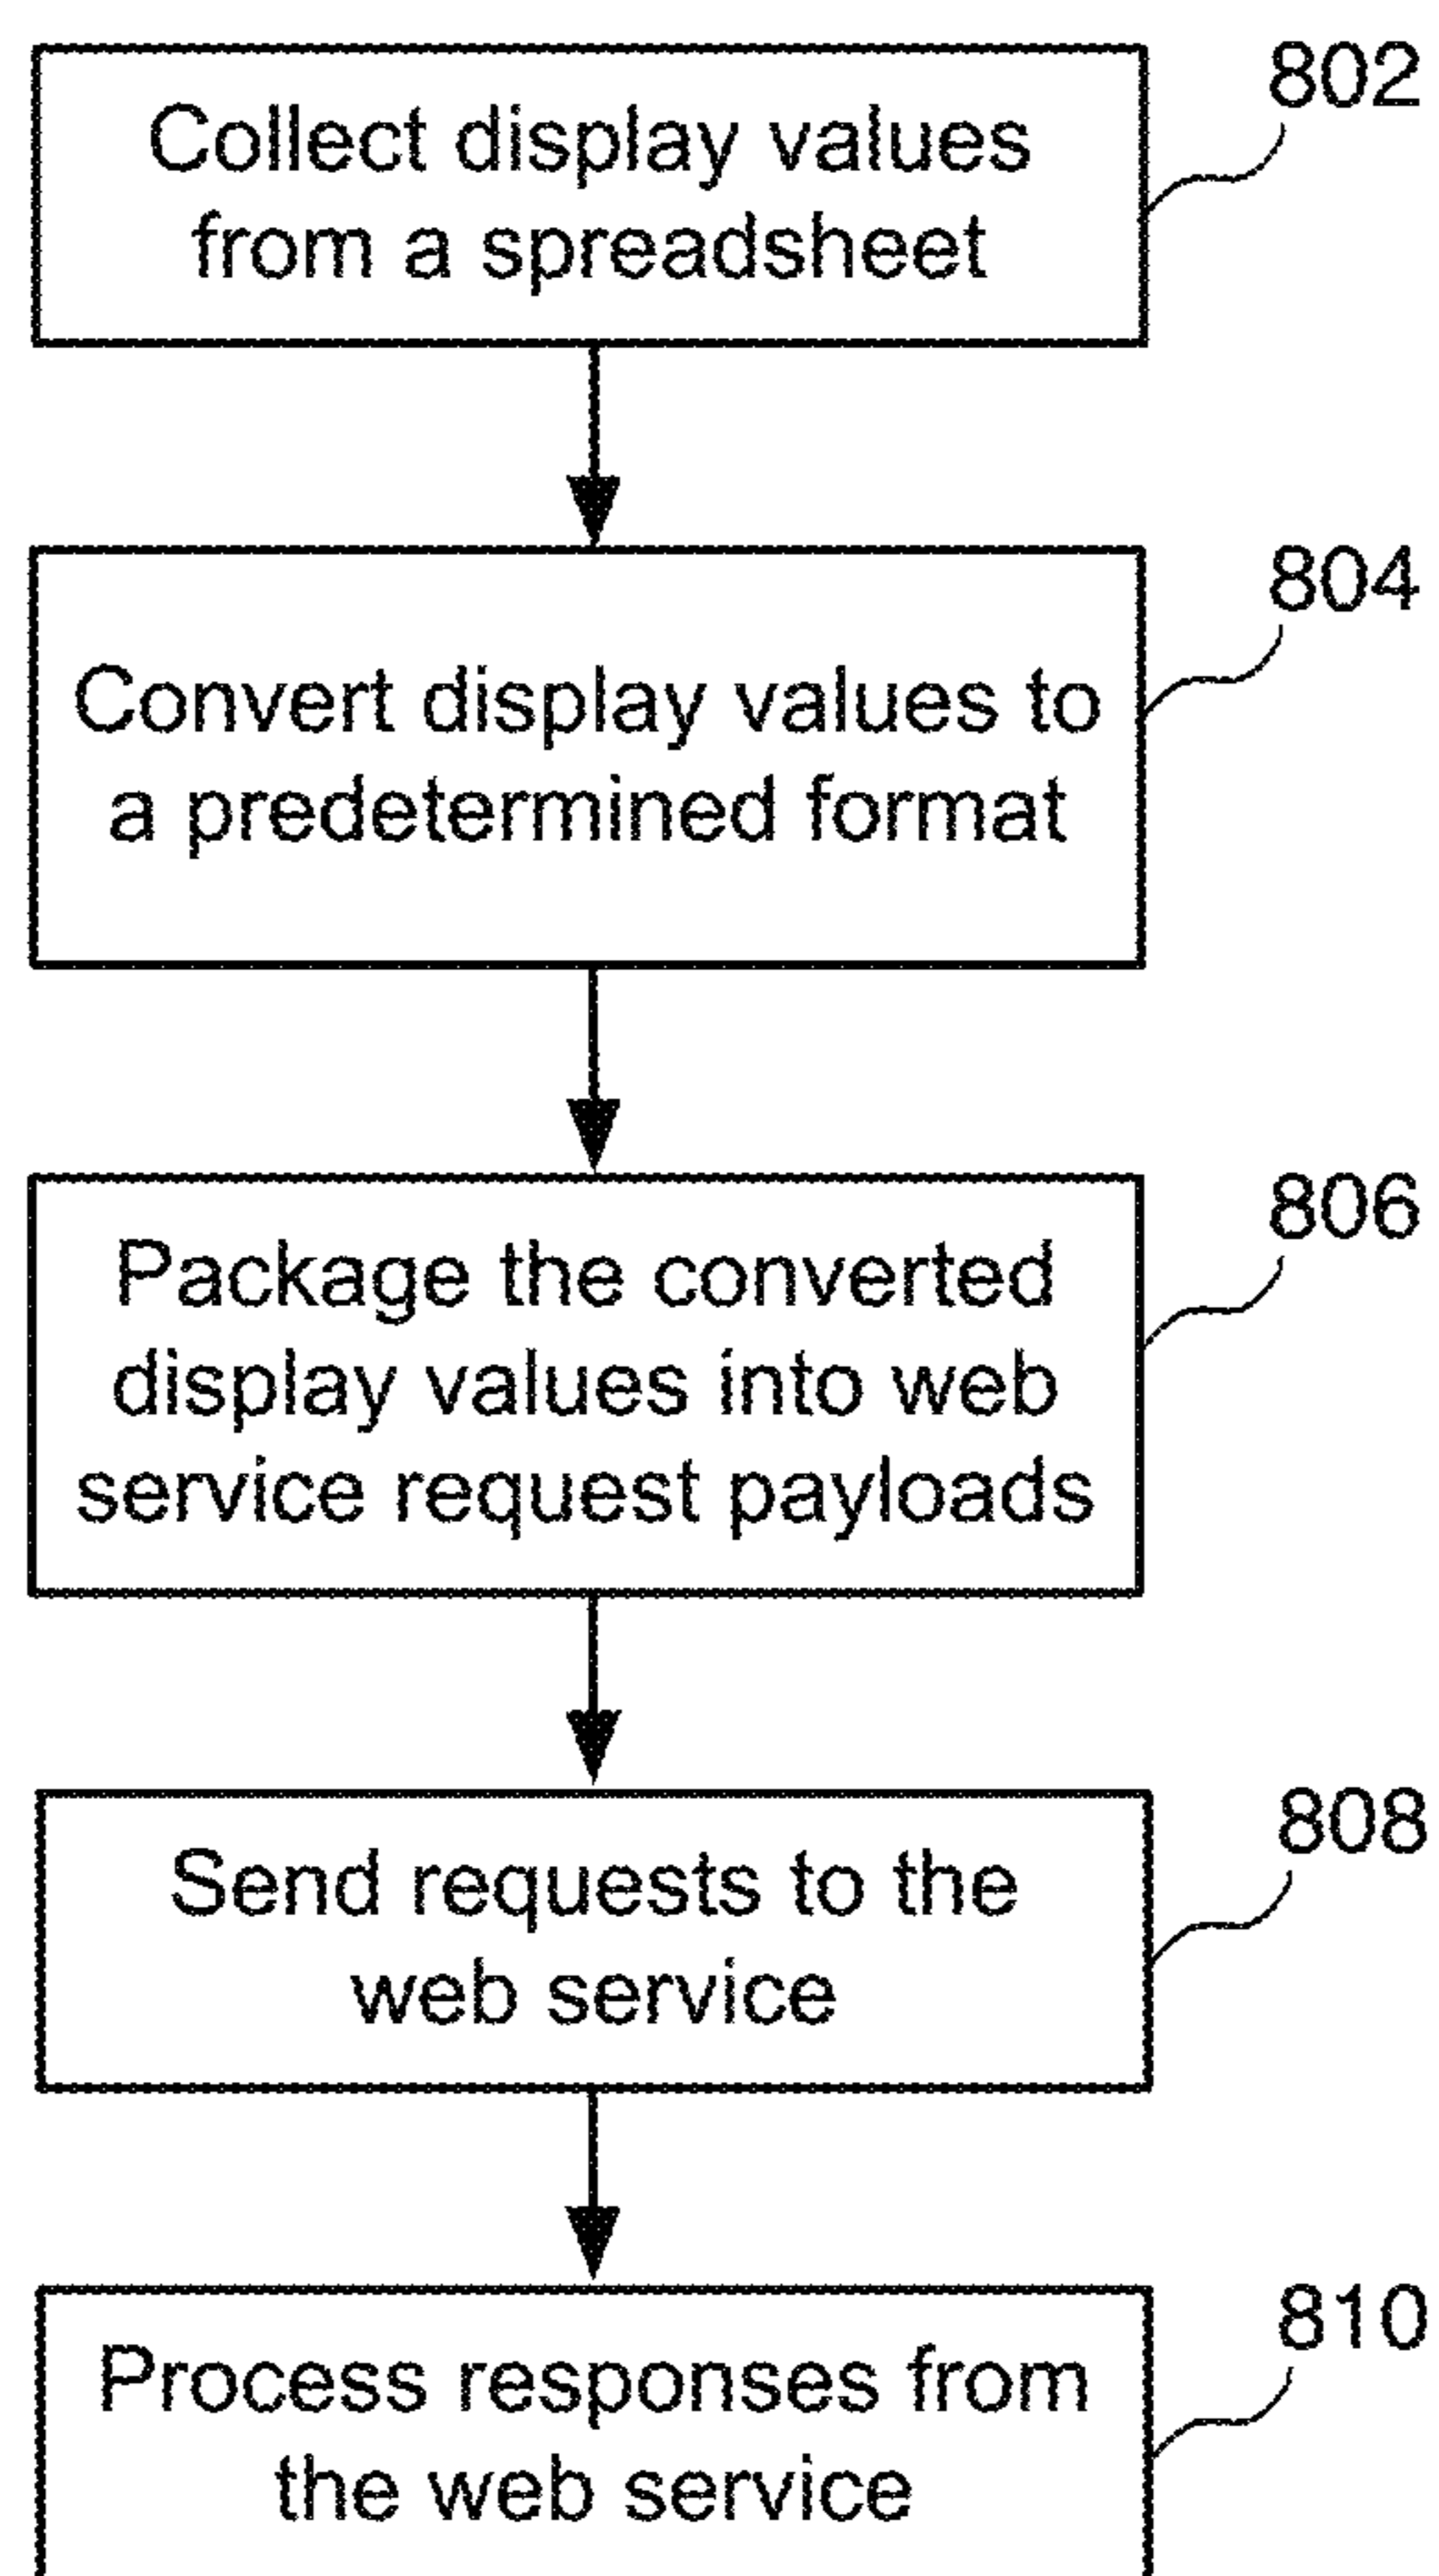 802
Collect display values
from a spreadsheet
804
Convert display values to
a predetermined format
806
Package the converted
display values into web
service request payloads
808
Send requests to the
web service
810
Process responses from
the web service